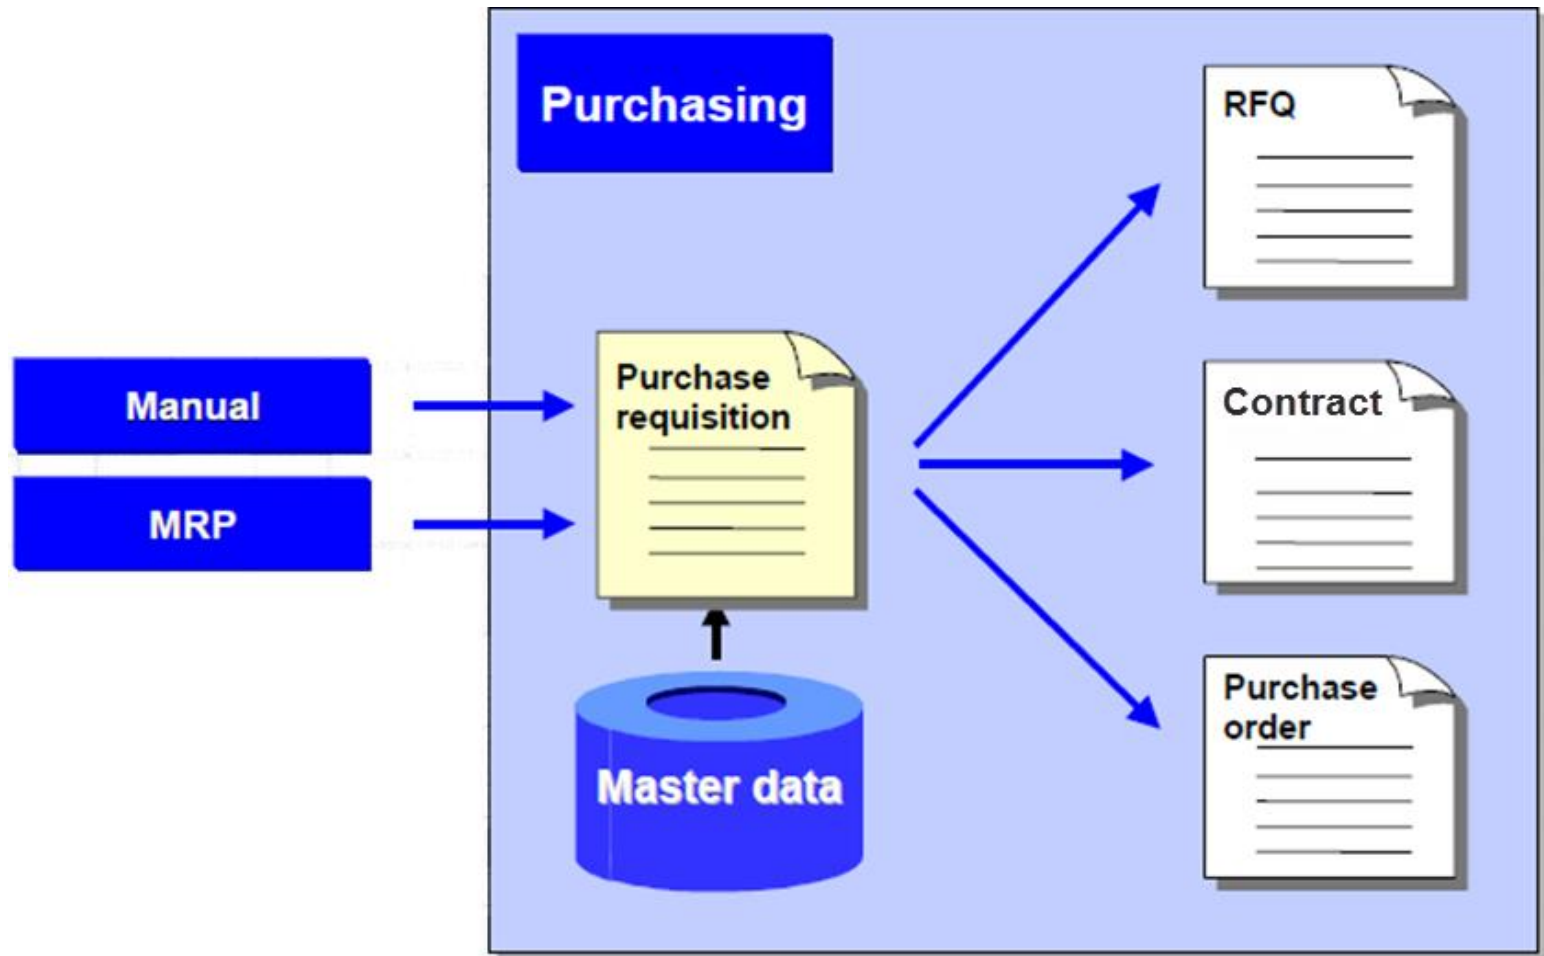 Purchasing
RFQ
Manual
MRP
Purchase
requisition
Contract
Master data
Purchase
order